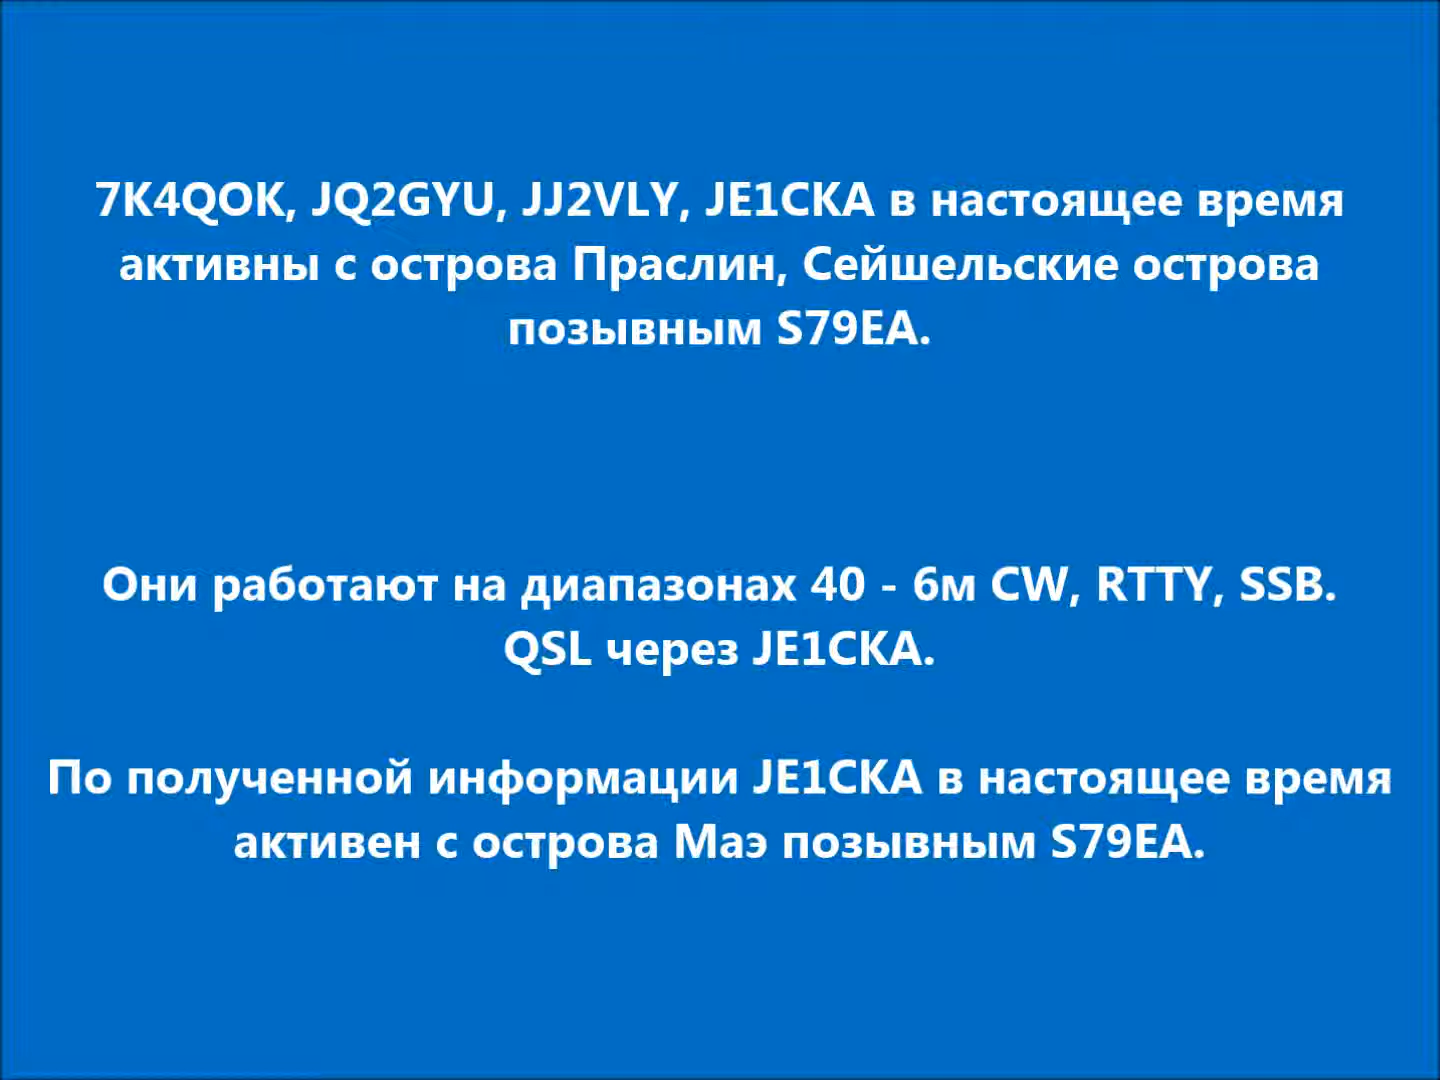 7K4QOK, JQ2GYU, JJ2VLY, JE1CKA в настоящее время
активны с острова Праслин, Сейшельские острова
позывным S79EA.
Они работают на диапазонах 40 - 6м CW, RTTY, SSB.
QSL через JE1CKA.
По полученной информации JE1CKA в настоящее время
активен с острова Маэ позывным S79EA.